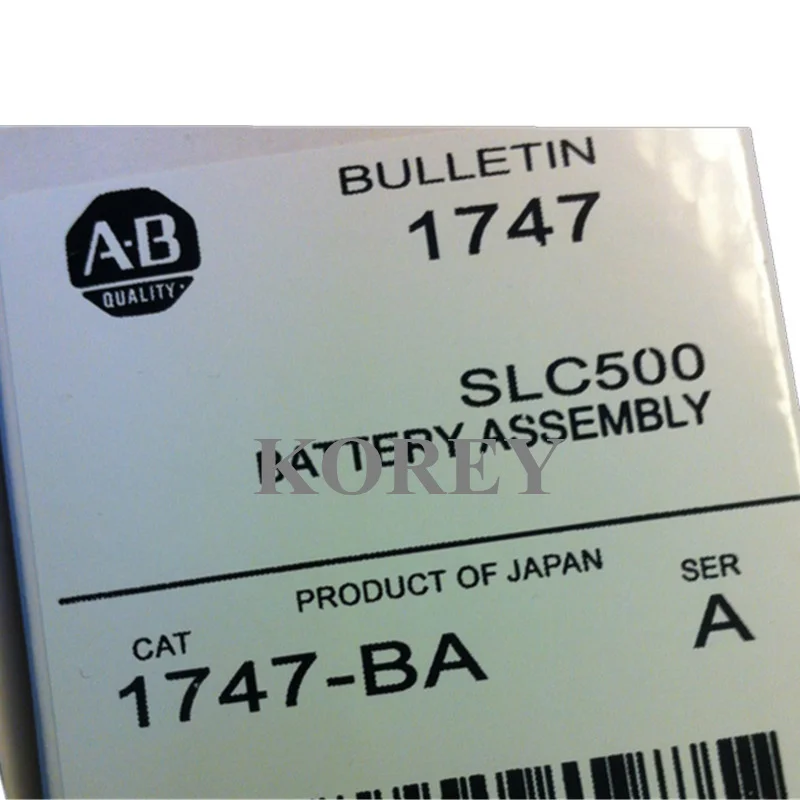 BULLETIN
1747
A-B
QUALITY
SLC500
BATTERY ASSEMBLY
KOREY
PRODUCT OF JAPAN
SER
A
CAT
1747-BA